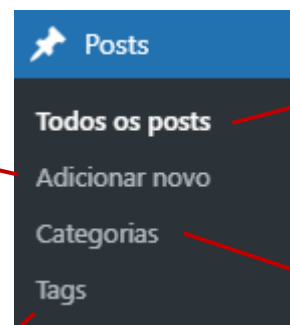 Posts
Todos os posts
Adicionar novo
Categorias
Tags